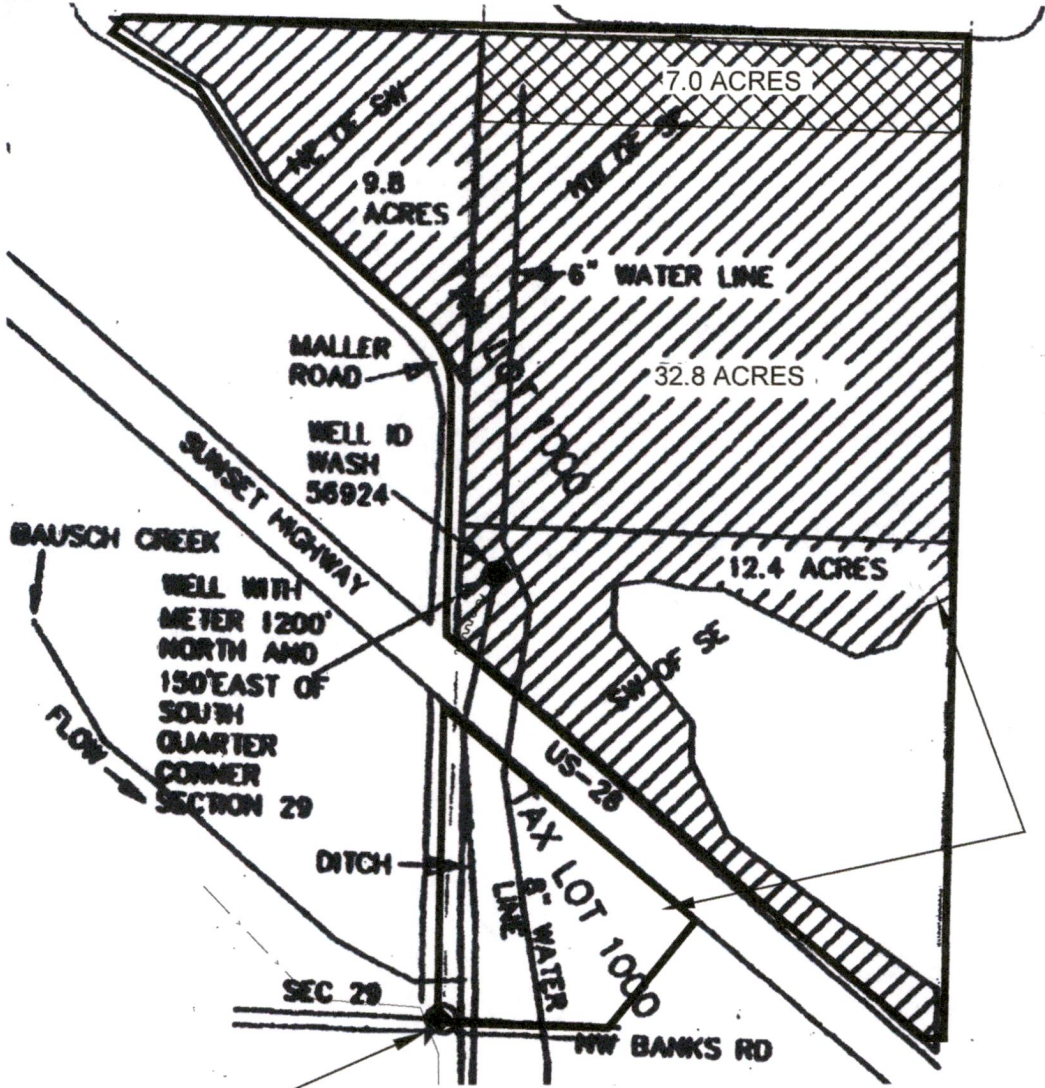 7.0 ACRES
NE OF SW
NW OF SE
9.8
ACRES
6" WATER LINE
MALLER
ROAD
32.8 ACRES
LOT 1000
WELL ID
WASH
56924
SUNSET HIGHWAY
BAUSCH CREEK
12.4 ACRES
WELL WITH
METER 1200'
NORTH AND
150'EAST OF
SOUTH
QUARTER
CORNER
SECTION 29
SW OF SE
FLOW
US-26
DITCH
TAX LOT 1000
8" WATER
LINE
SEC 29
NW BANKS RD